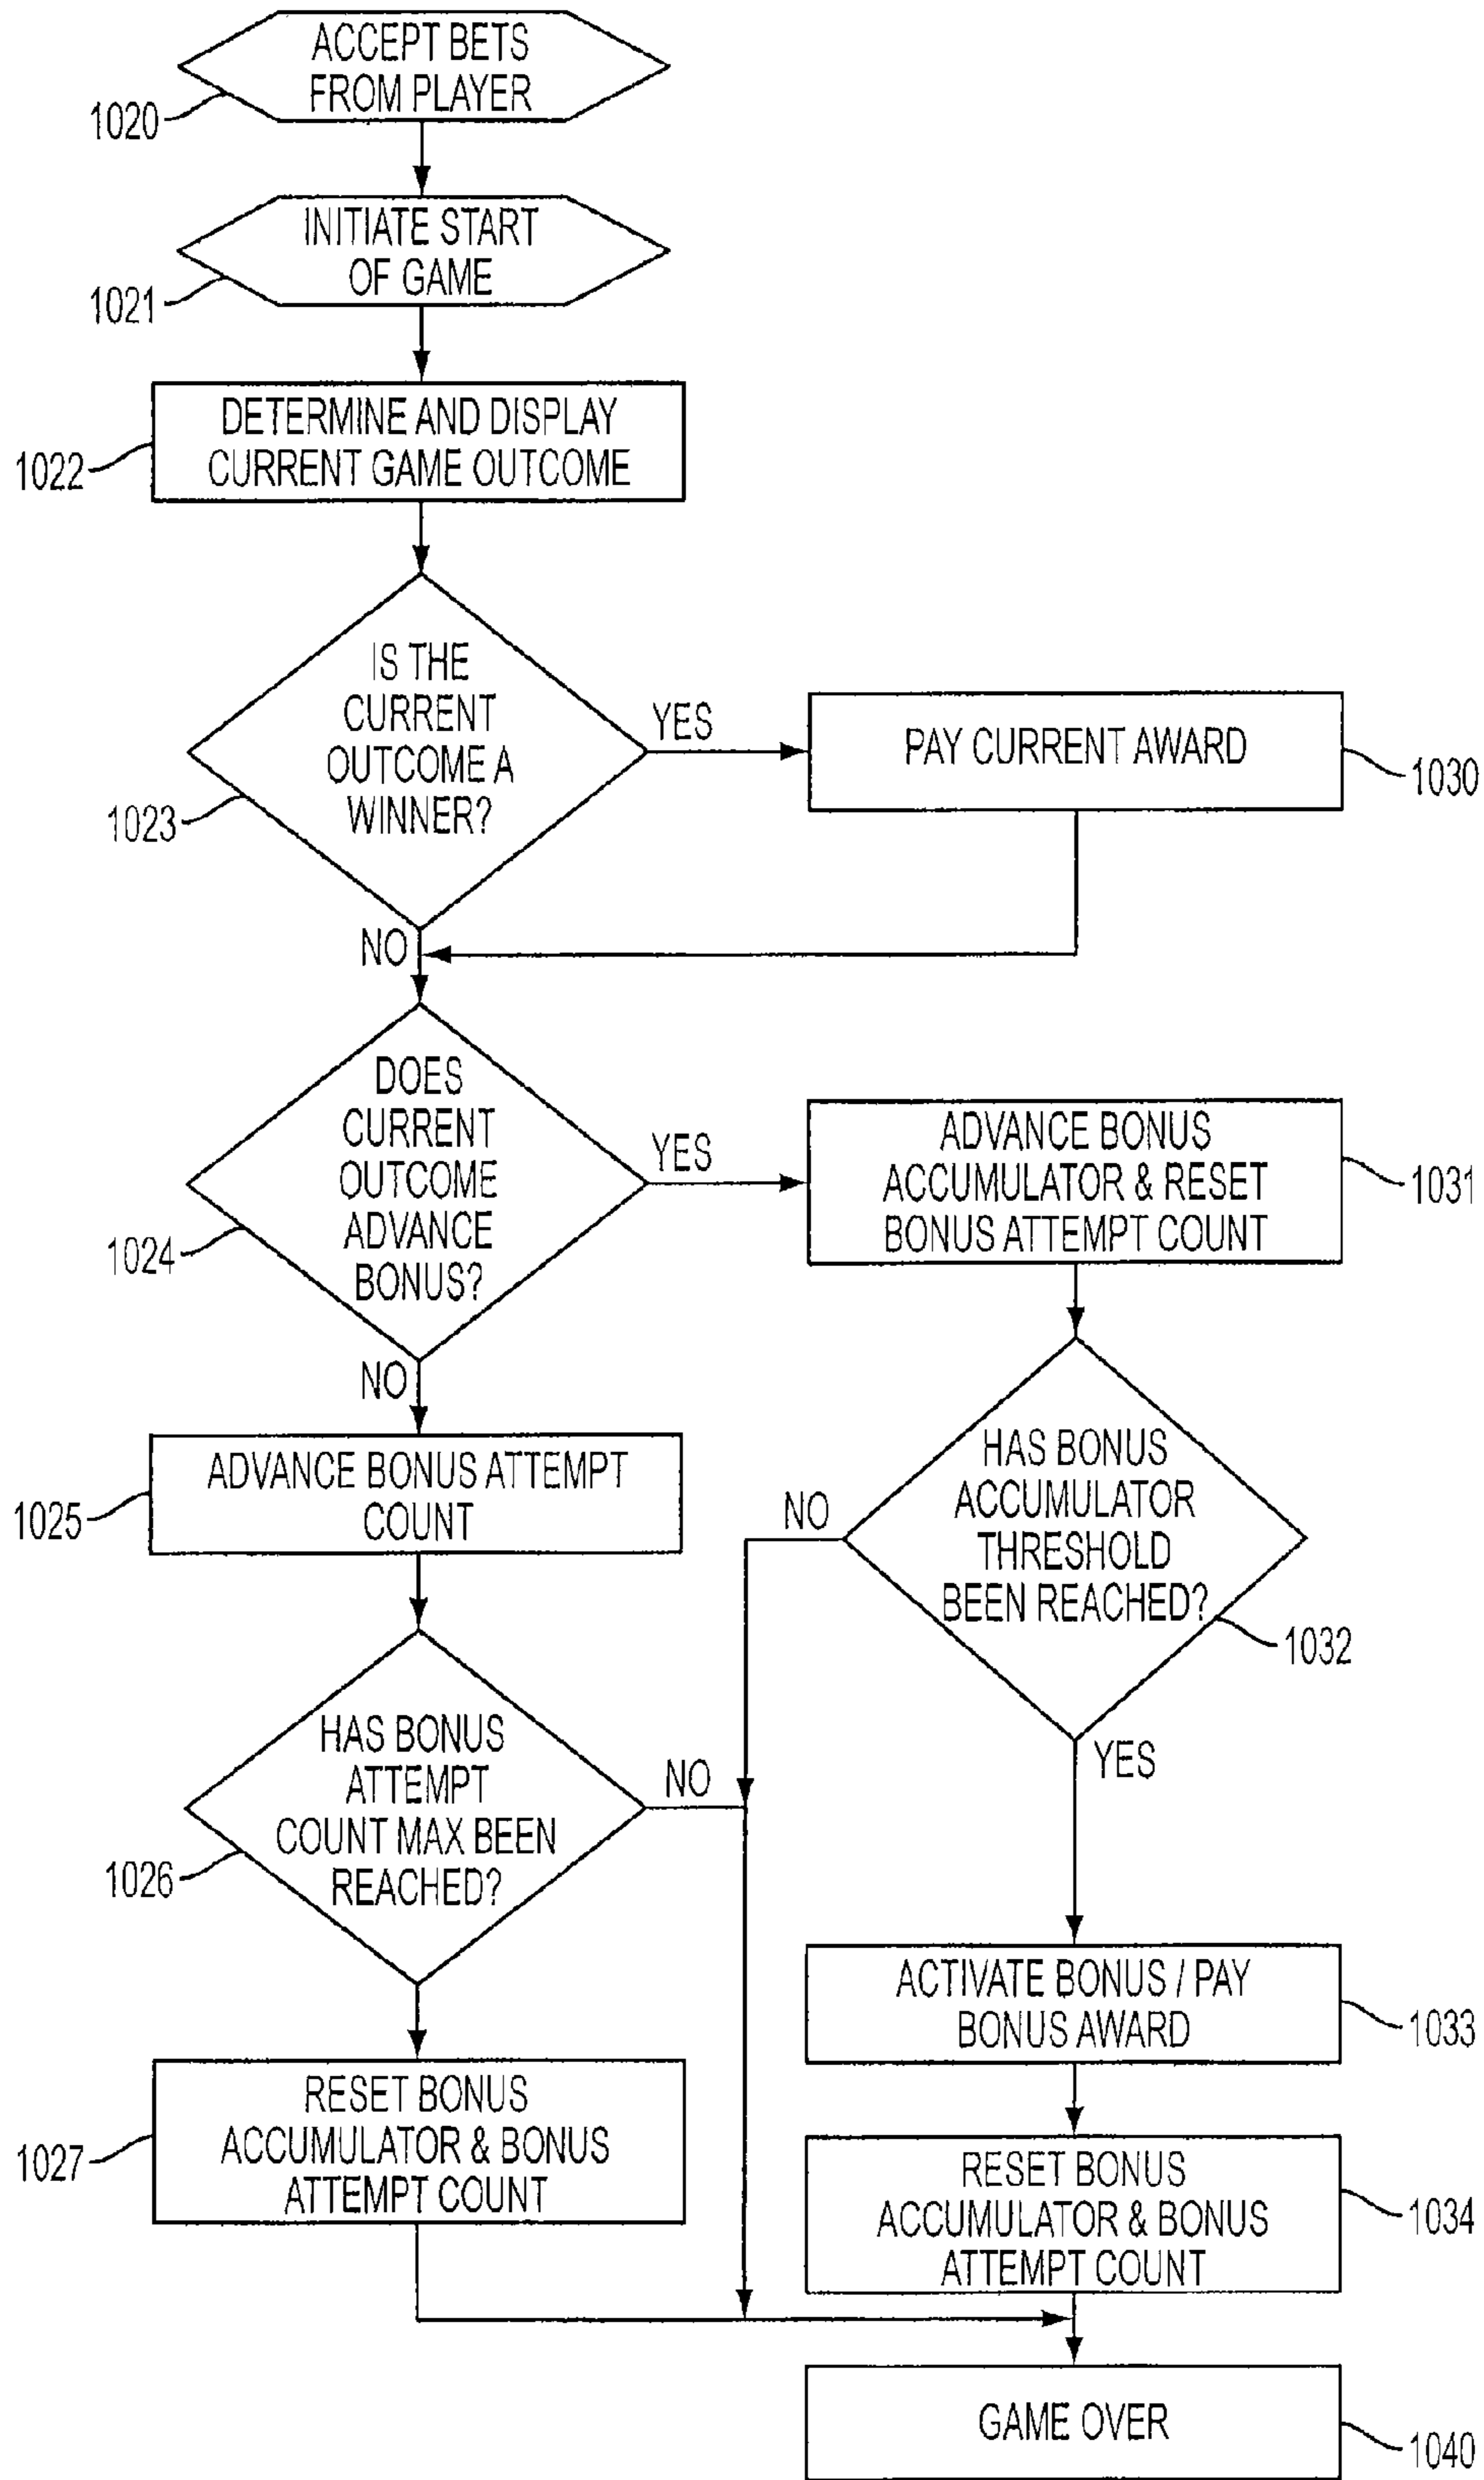 ACCEPT BETS
FROM PLAYER
1020
INITIATE START
OF GAME
1021
DETERMINE AND DISPLAY
CURRENT GAME OUTCOME
1022
IS THE
CURRENT
OUTCOME A
WINNER?
1023
YES
PAY CURRENT AWARD
1030
NO
DOES
CURRENT
OUTCOME
ADVANCE
BONUS?
1024
YES
ADVANCE BONUS
ACCUMULATOR & RESET
BONUS ATTEMPT COUNT
1031
NO
ADVANCE BONUS ATTEMPT
COUNT
1025
HAS BONUS
ACCUMULATOR
THRESHOLD
BEEN REACHED?
1032
NO
YES
HAS BONUS
ATTEMPT
COUNT MAX BEEN
REACHED?
1026
NO
ACTIVATE BONUS / PAY
BONUS AWARD
1033
RESET BONUS
ACCUMULATOR & BONUS
ATTEMPT COUNT
1027
RESET BONUS
ACCUMULATOR & BONUS
ATTEMPT COUNT
1034
GAME OVER
1040